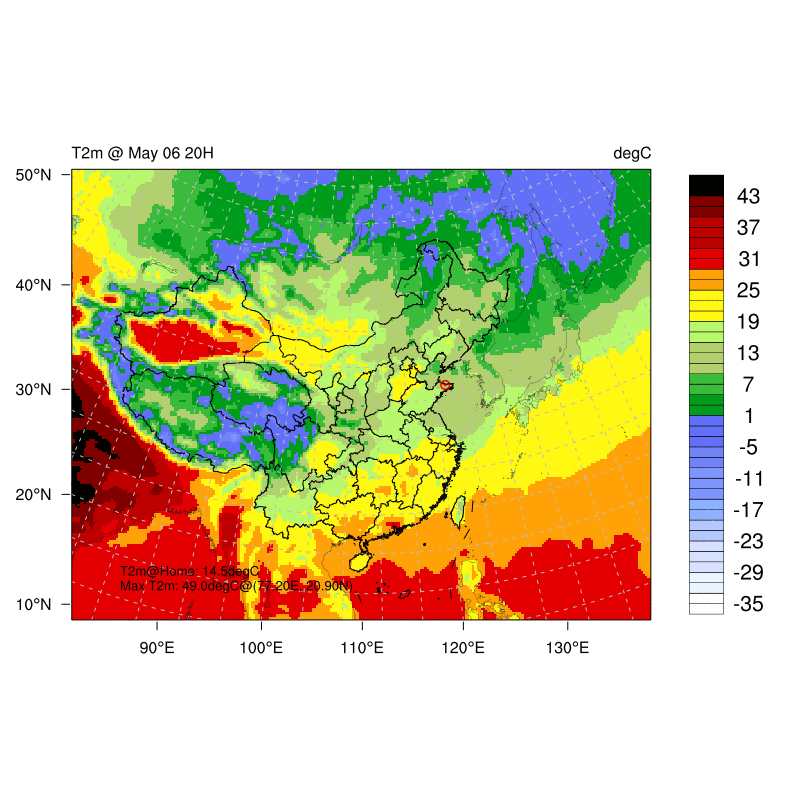 T2m @ May 06 20H degC
50°N
40°N
30°N
20°N
10°N
90°E 100°E 110°E 120°E 130°E
43
37
31
25
19
13
7
1
-5
-11
-17
-23
-29
-35
T2m@Home: 14.5degC
Max T2m: 49.0degC@(77.20E, 20.90N)